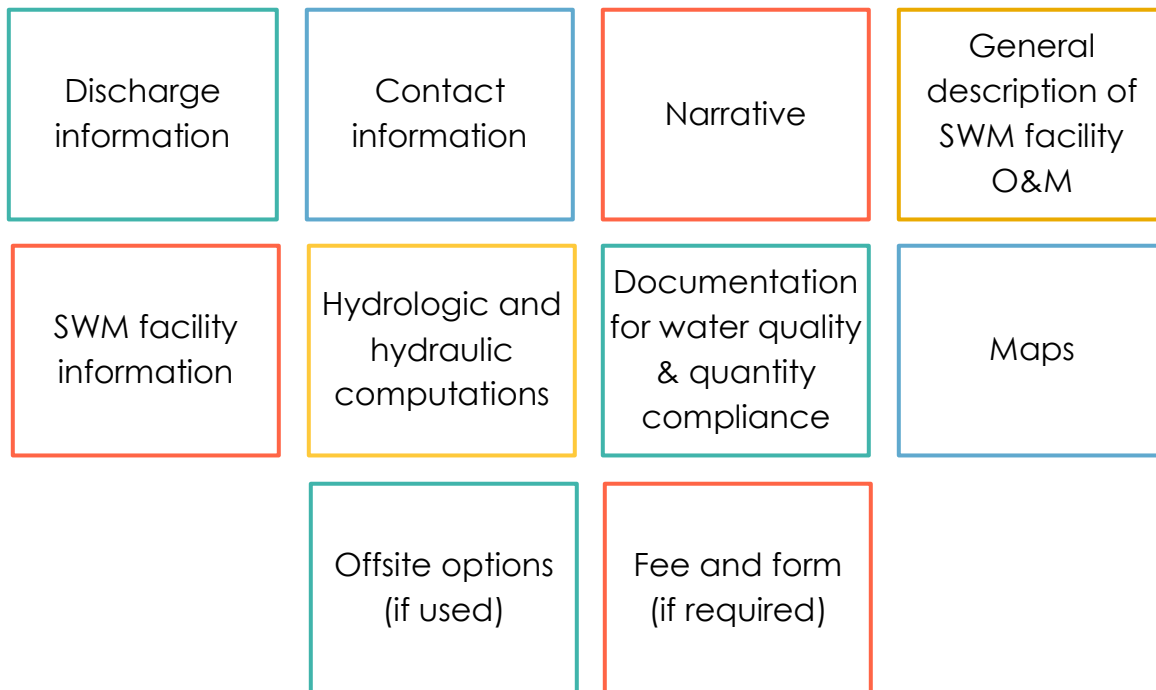 Discharge
information
Contact
information
Narrative
General
description of
SWM facility
O&M
SWM facility
information
Hydrologic and
hydraulic
computations
Documentation
for water quality
& quantity
compliance
Maps
Offsite options
(if used)
Fee and form
(if required)